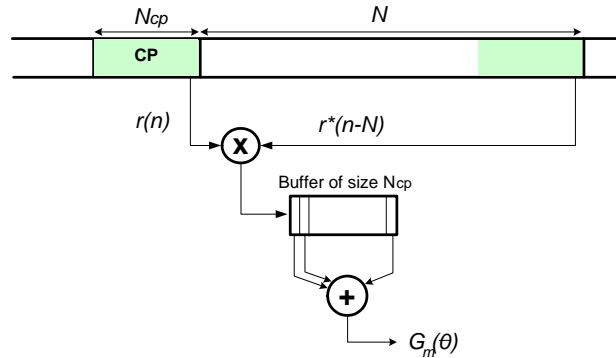 Ncp
N
CP
r(n)
r*(n-N)
X
Buffer of size Ncp
+
Gm(θ)